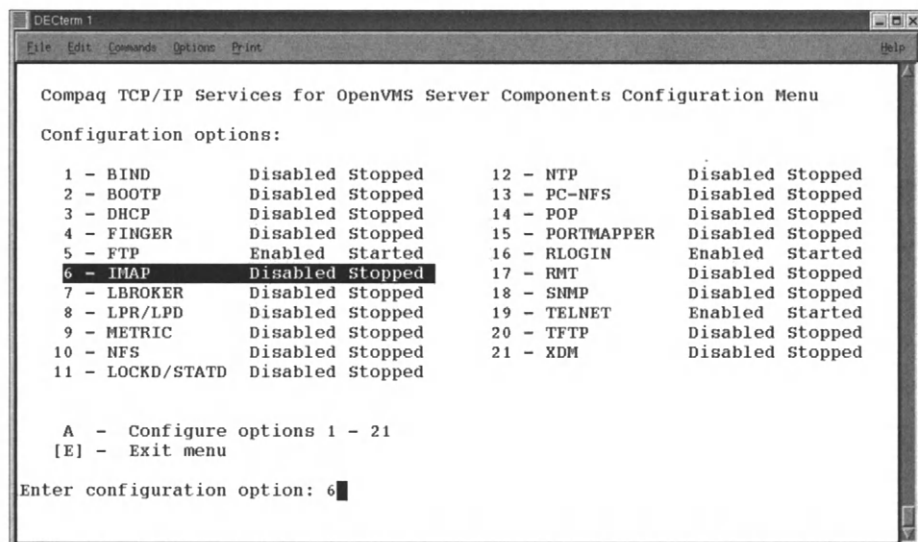 DECterm 1
File Edit Commands Options Print Help
Compaq TCP/IP Services for OpenVMS Server Components Configuration Menu
Configuration options:
1 - BIND Disabled Stopped 12 - NTP Disabled Stopped
2 - BOOTP Disabled Stopped 13 - PC-NFS Disabled Stopped
3 - DHCP Disabled Stopped 14 - POP Disabled Stopped
4 - FINGER Disabled Stopped 15 - PORTMAPPER Disabled Stopped
5 - FTP Enabled Started 16 - RLOGIN Enabled Started
6 - IMAP Disabled Stopped 17 - RMT Disabled Stopped
7 - LBROKER Disabled Stopped 18 - SNMP Disabled Stopped
8 - LPR/LPD Disabled Stopped 19 - TELNET Enabled Started
9 - METRIC Disabled Stopped 20 - TFTP Disabled Stopped
10 - NFS Disabled Stopped 21 - XDM Disabled Stopped
11 - LOCKD/STATD Disabled Stopped
A - Configure options 1 - 21
[E] - Exit menu
Enter configuration option: 6